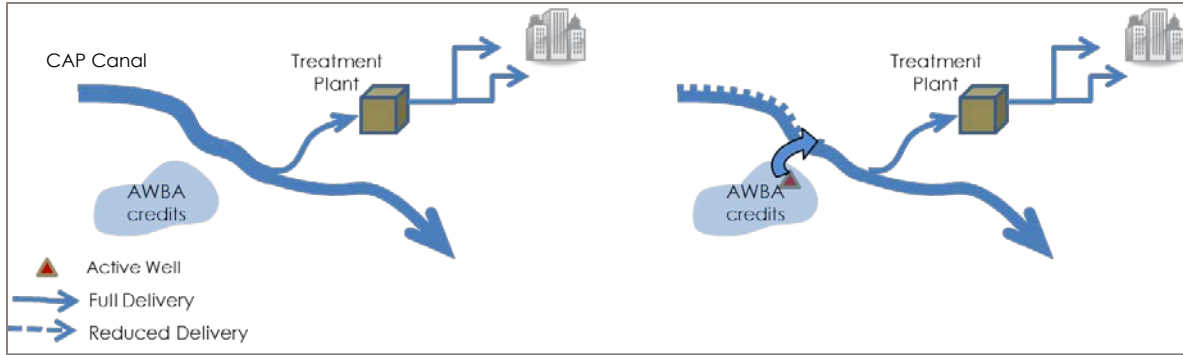 CAP Canal
Treatment
Plant
AWBA
credits
Active Well
Full Delivery
Reduced Delivery
Treatment
Plant
AWBA
credits